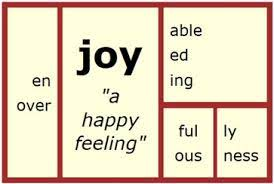 en
over
joy
"a
happy
feeling"
able
ed
ing
ful
ous
ly
ness